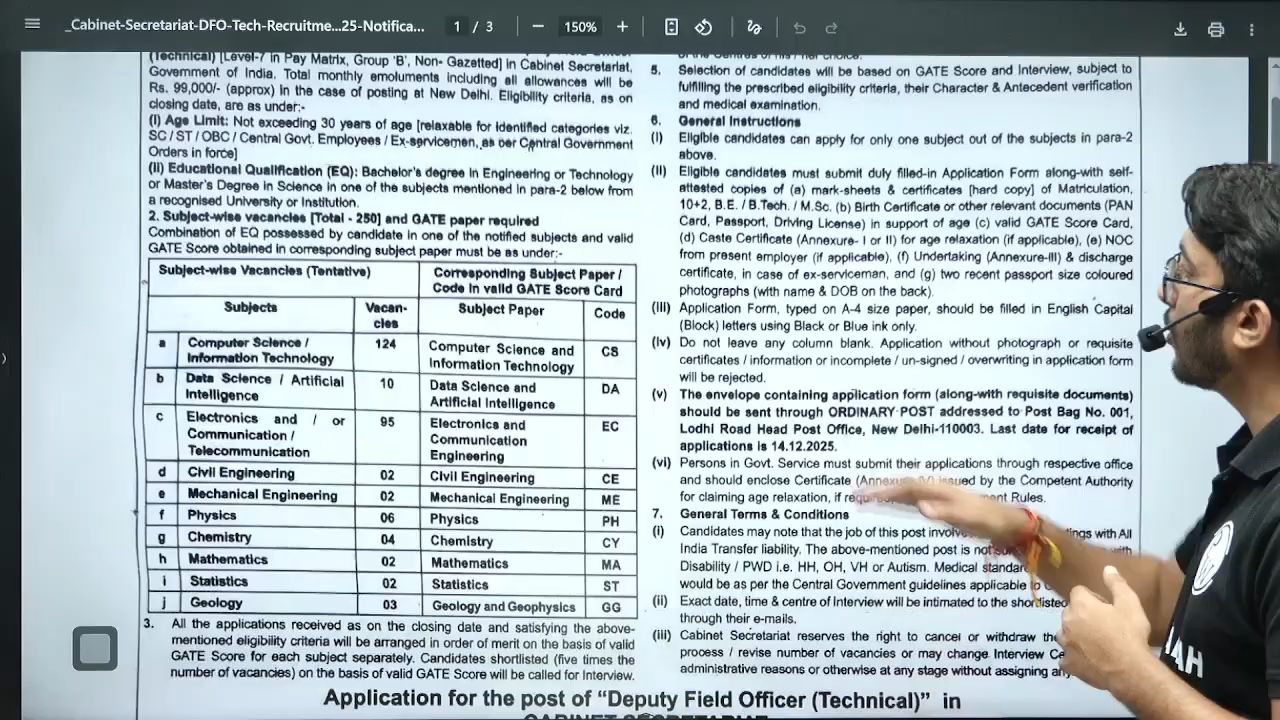 _Cabinet-Secretariat-DFO-Tech-Recruitme...25-Notifica...
1 / 3
150%
(Technical) [Level-7 in Pay Matrix, Group 'B', Non- Gazetted] in Cabinet Secretariat,
Government of India. Total monthly emoluments including all allowances will be
Rs. 99,000/- (approx) in the case of posting at New Delhi. Eligibility criteria, as on
closing date, are as under:-
(i) Age Limit: Not exceeding 30 years of age [relaxable for identified categories viz.
SC / ST / OBC / Central Govt. Employees / Ex-servicemen, as per Central Government
Orders in force]
(ii) Educational Qualification (EQ): Bachelor's degree in Engineering or Technology
or Master's Degree in Science in one of the subjects mentioned in para-2 below from
a recognised University or Institution.
2. Subject-wise vacancies [Total - 250] and GATE paper required
Combination of EQ possessed by candidate in one of the notified subjects and valid
GATE Score obtained in corresponding subject paper must be as under:-
Subject-wise Vacancies (Tentative)
Corresponding Subject Paper /
Code in valid GATE Score Card
Subjects
Vacan-
cies
Subject Paper
Code
a Computer Science /
Information Technology
124
Computer Science and
Information Technology
CS
b Data Science / Artificial
Intelligence
10
Data Science and
Artificial Intelligence
DA
c Electronics and / or
Communication /
Telecommunication
95
Electronics and
Communication
Engineering
EC
d Civil Engineering 02 Civil Engineering CE
e Mechanical Engineering 02 Mechanical Engineering ME
f Physics 06 Physics PH
g Chemistry 04 Chemistry CY
h Mathematics 02 Mathematics MA
i Statistics 02 Statistics ST
j Geology 03 Geology and Geophysics GG
3. All the applications received as on the closing date and satisfying the above-
mentioned eligibility criteria will be arranged in order of merit on the basis of valid
GATE Score for each subject separately. Candidates shortlisted (five times the
number of vacancies) on the basis of valid GATE Score will be called for Interview.
5. Selection of candidates will be based on GATE Score and Interview, subject to
fulfilling the prescribed eligibility criteria, their Character & Antecedent verification
and medical examination.
6. General Instructions
(i) Eligible candidates can apply for only one subject out of the subjects in para-2
above.
(ii) Eligible candidates must submit duly filled-in Application Form along-with self-
attested copies of (a) mark-sheets & certificates [hard copy] of Matriculation,
10+2, B.E. / B.Tech. / M.Sc. (b) Birth Certificate or other relevant documents (PAN
Card, Passport, Driving License) in support of age (c) valid GATE Score Card,
(d) Caste Certificate (Annexure- I or II) for age relaxation (if applicable), (e) NOC
from present employer (if applicable), (f) Undertaking (Annexure-III) & discharge
certificate, in case of ex-serviceman, and (g) two recent passport size coloured
photographs (with name & DOB on the back).
(iii) Application Form, typed on A-4 size paper, should be filled in English Capital
(Block) letters using Black or Blue ink only.
(iv) Do not leave any column blank. Application without photograph or requisite
certificates / information or incomplete / un-signed / overwriting in application form
will be rejected.
(v) The envelope containing application form (along-with requisite documents)
should be sent through ORDINARY POST addressed to Post Bag No. 001,
Lodhi Road Head Post Office, New Delhi-110003. Last date for receipt of
applications is 14.12.2025.
(vi) Persons in Govt. Service must submit their applications through respective office
and should enclose Certificate issued by the Competent Authority
for claiming age relaxation, if Rules.
7. General Terms & Conditions
(i) Candidates may note that the job of this post with All
India Transfer liability. The above-mentioned post is
Disability / PWD i.e. HH, OH, VH or Autism. Medical
would be as per the Central Government guidelines applicable
(ii) Exact date, time & centre of Interview will be intimated to the
through their e-mails.
(iii) Cabinet Secretariat reserves the right to cancel or withdraw
process / revise number of vacancies or may change Interview
administrative reasons or otherwise at any stage without assigning
Application for the post of “Deputy Field Officer (Technical)” in
CABINET SECRETARIAT
AH